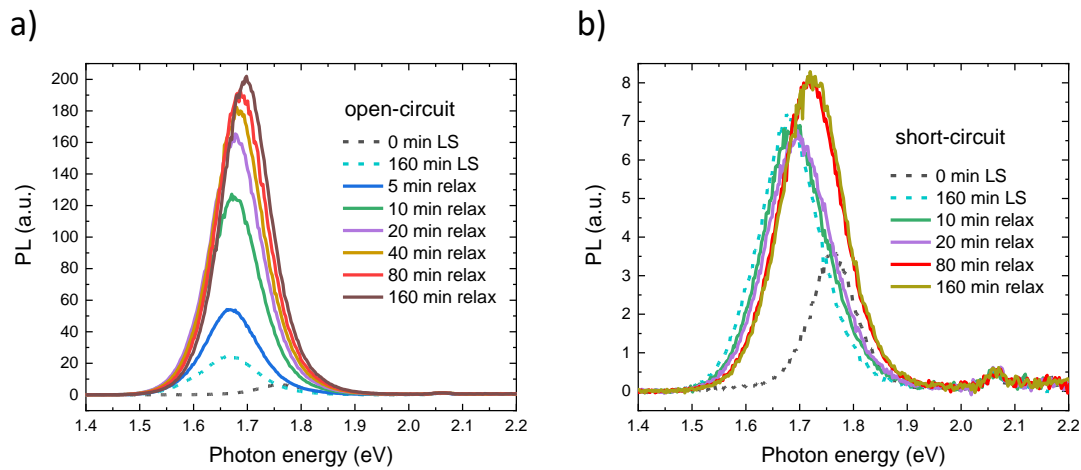 a)
PL (a.u.)
200
180
160
140
120
100
80
60
40
20
0
open-circuit
0 min LS
160 min LS
5 min relax
10 min relax
20 min relax
40 min relax
80 min relax
160 min relax
1.4 1.5 1.6 1.7 1.8 1.9 2.0 2.1 2.2
Photon energy (eV)
b)
PL (a.u.)
8
7
6
5
4
3
2
1
0
short-circuit
0 min LS
160 min LS
10 min relax
20 min relax
80 min relax
160 min relax
1.4 1.5 1.6 1.7 1.8 1.9 2.0 2.1 2.2
Photon energy (eV)